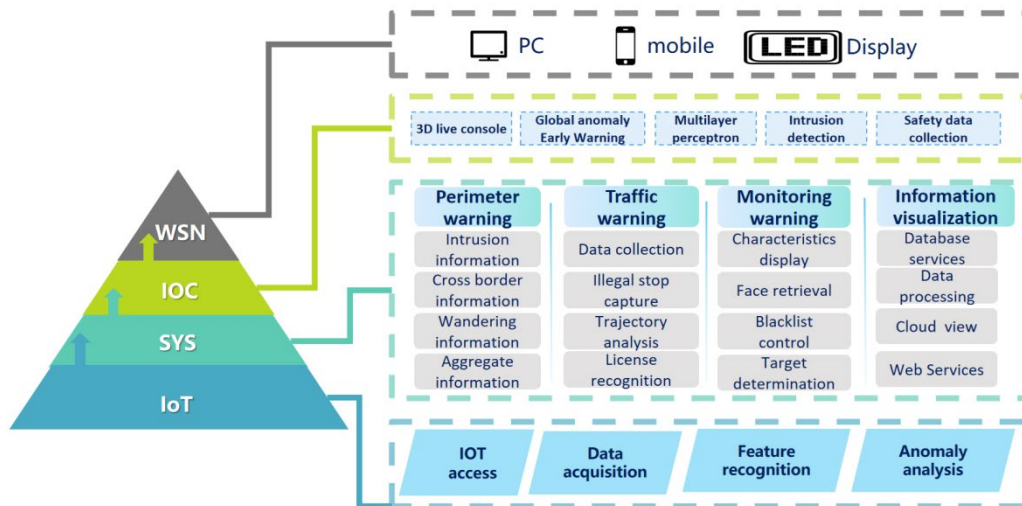 PC
mobile
LED Display
3D live console
Global anomaly
Early Warning
Multilayer
perceptron
Intrusion
detection
Safety data
collection
WSN
IOC
SYS
IoT
Perimeter
warning
Intrusion
information
Cross border
information
Wandering
information
Aggregate
information
Traffic
warning
Data collection
Illegal stop
capture
Trajectory
analysis
License
recognition
Monitoring
warning
Characteristics
display
Face retrieval
Blacklist
control
Target
determination
Information
visualization
Database
services
Data
processing
Cloud view
Web Services
IOT
access
Data
acquisition
Feature
recognition
Anomaly
analysis